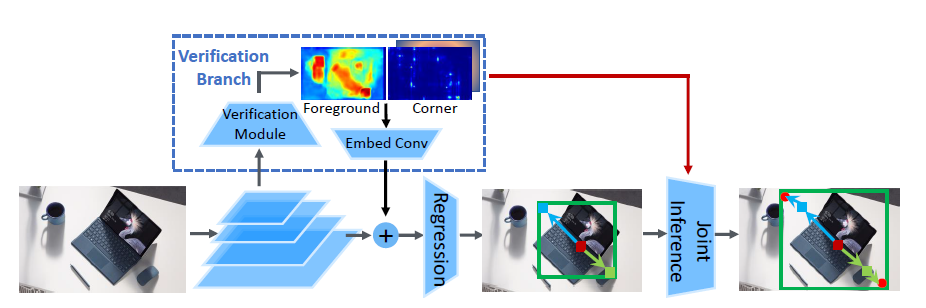 Verification
Branch
Foreground
Corner
Verification
Module
Embed Conv
+
Regression
Joint
Inference